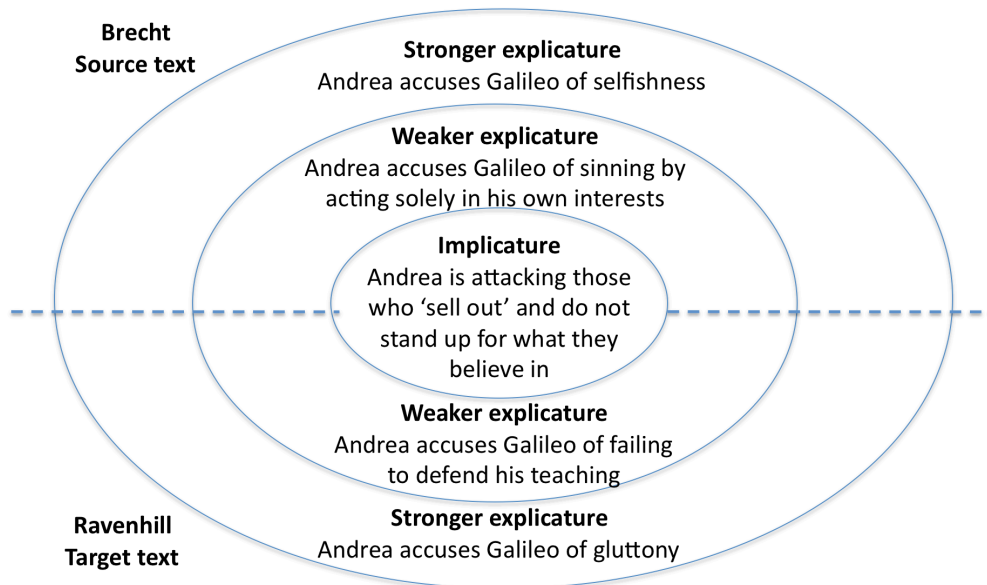 Brecht
Source text
Stronger explicature
Andrea accuses Galileo of selfishness
Weaker explicature
Andrea accuses Galileo of sinning by
acting solely in his own interests
Implicature
Andrea is attacking those
who ‘sell out’ and do not
stand up for what they
believe in
Weaker explicature
Andrea accuses Galileo of failing
to defend his teaching
Ravenhill
Target text
Stronger explicature
Andrea accuses Galileo of gluttony